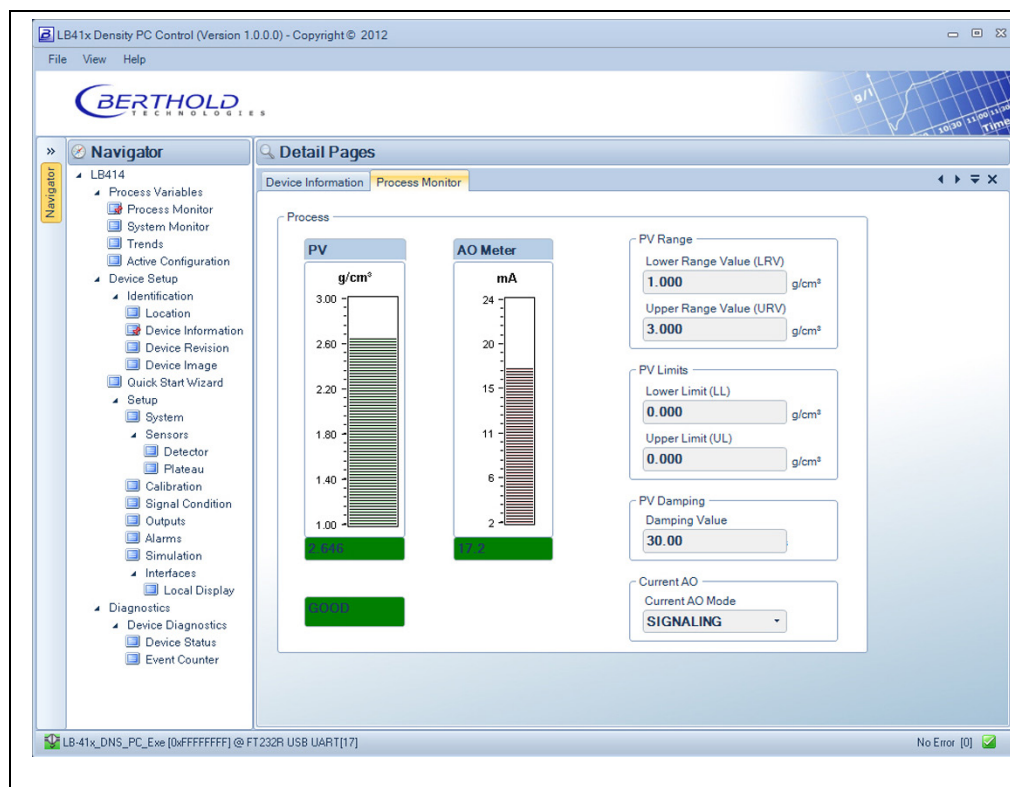 LB41x Density PC Control (Version 1.0.0.0) - Copyright © 2012
File View Help
BERTHOLD
TECHNOLOGIES
g/l
10:30 11:00 11:30
Time
Navigator
Navigator
LB414
Process Variables
Process Monitor
System Monitor
Trends
Active Configuration
Device Setup
Identification
Location
Device Information
Device Revision
Device Image
Quick Start Wizard
Setup
System
Sensors
Detector
Plateau
Calibration
Signal Condition
Outputs
Alarms
Simulation
Interfaces
Local Display
Diagnostics
Device Diagnostics
Device Status
Event Counter
Detail Pages
Device Information Process Monitor
Process
PV
g/cm³
3.00
2.60
2.20
1.80
1.40
1.00
2.646
GOOD
AO Meter
mA
24
20
15
11
6
2
17.2
PV Range
Lower Range Value (LRV)
1.000 g/cm³
Upper Range Value (URV)
3.000 g/cm³
PV Limits
Lower Limit (LL)
0.000 g/cm³
Upper Limit (UL)
0.000 g/cm³
PV Damping
Damping Value
30.00
Current AO
Current AO Mode
SIGNALING
LB-41x_DNS_PC_Exe [0xFFFFFFFF] @ FT232R USB UART[17]
No Error [0]